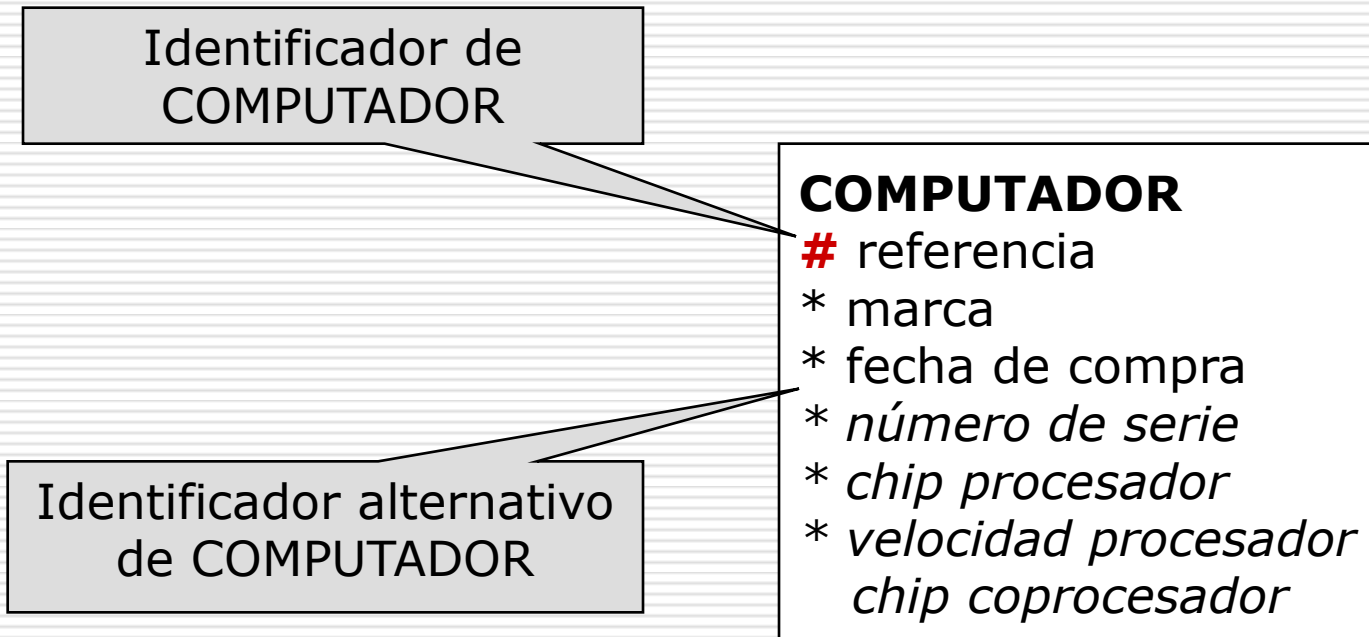 Identificador de
COMPUTADOR
COMPUTADOR
# referencia
* marca
* fecha de compra
* número de serie
* chip procesador
* velocidad procesador
chip coprocesador
Identificador alternativo
de COMPUTADOR